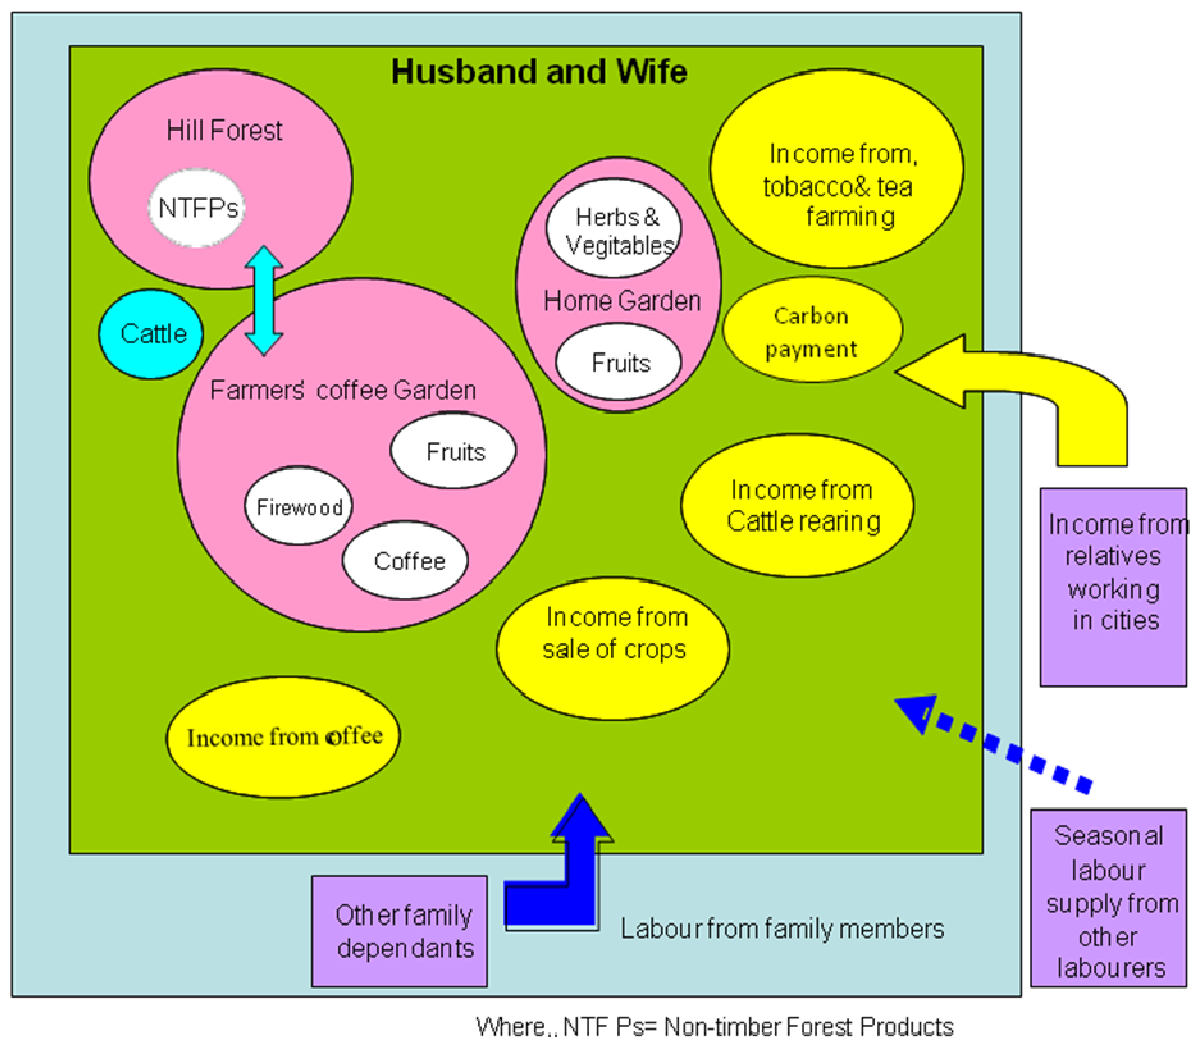 Husband and Wife
Hill Forest
NTFPs
Cattle
Farmers' coffee Garden
Fruits
Firewood
Coffee
Herbs &
Vegitables
Home Garden
Fruits
Income from,
tobacco& tea
farming
Carbon
payment
Income from
Cattle rearing
Income from
sale of crops
Income from coffee
Income from
relatives
working
in cities
Seasonal
labour
supply from
other
labourers
Other family
dependants
Labour from family members
Where,, NTF Ps= Non-timber Forest Products